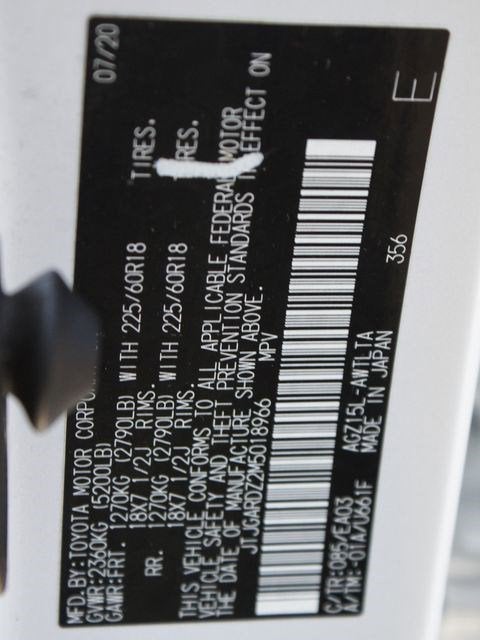 MFD. BY:TOYOTA MOTOR CORPOR 07/20
GVWR:2360KG (5200LB)
GAWR:FRT. 1270KG (2790LB) WITH 225/60R18 TIRES.
18X7 1/2J RIMS.
RR. 1270KG (2790LB) WITH 225/60R18
18X7 1/2J RIMS.
THIS VEHICLE CONFORMS TO ALL APPLICABLE FEDERAL MOTOR
VEHICLE SAFETY AND THEFT PREVENTION STANDARDS IN EFFECT ON
THE DATE OF MANUFACTURE SHOWN ABOVE.
JTJGARDZ2M5018966 MPV
C/TR:085/EA03 AGZ15L-AWTLTA 356 E
A/TM:-01A/U661F MADE IN JAPAN